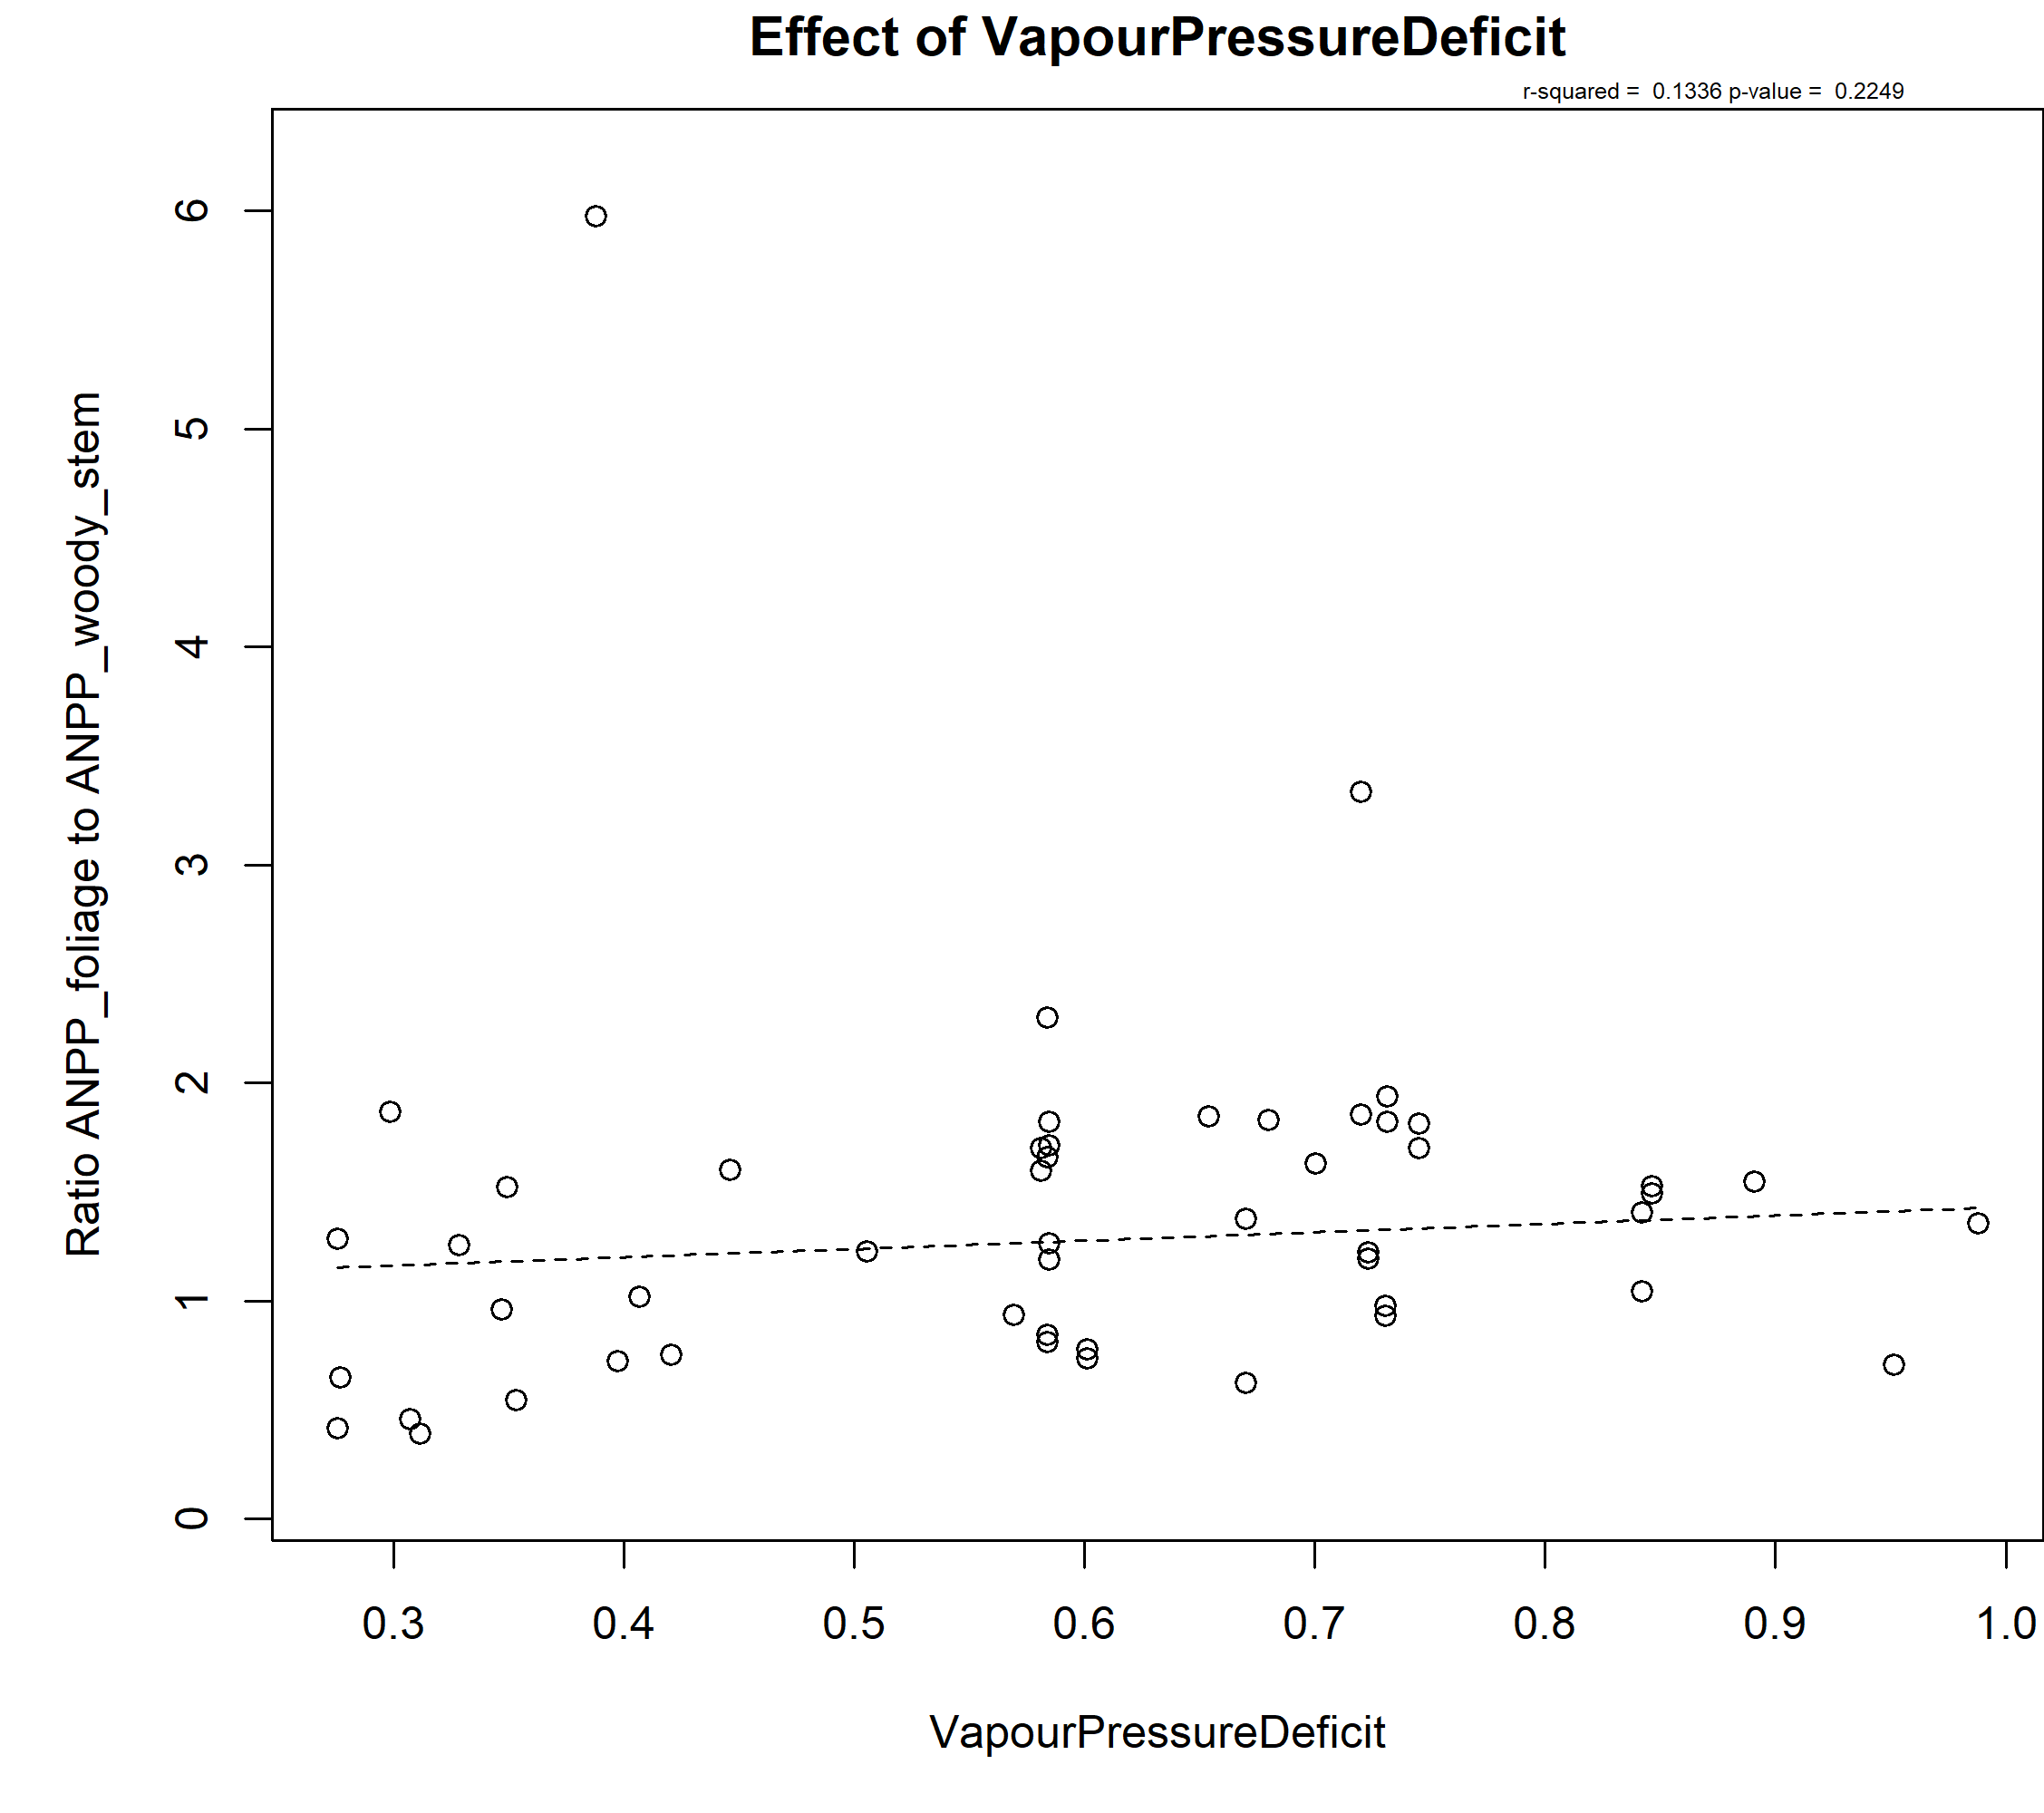 Effect of VapourPressureDeficit
r-squared =  0.1336 p-value =  0.2249
Ratio ANPP_foliage to ANPP_woody_stem
6
5
4
3
2
1
0
0.3 0.4 0.5 0.6 0.7 0.8 0.9 1.0
VapourPressureDeficit